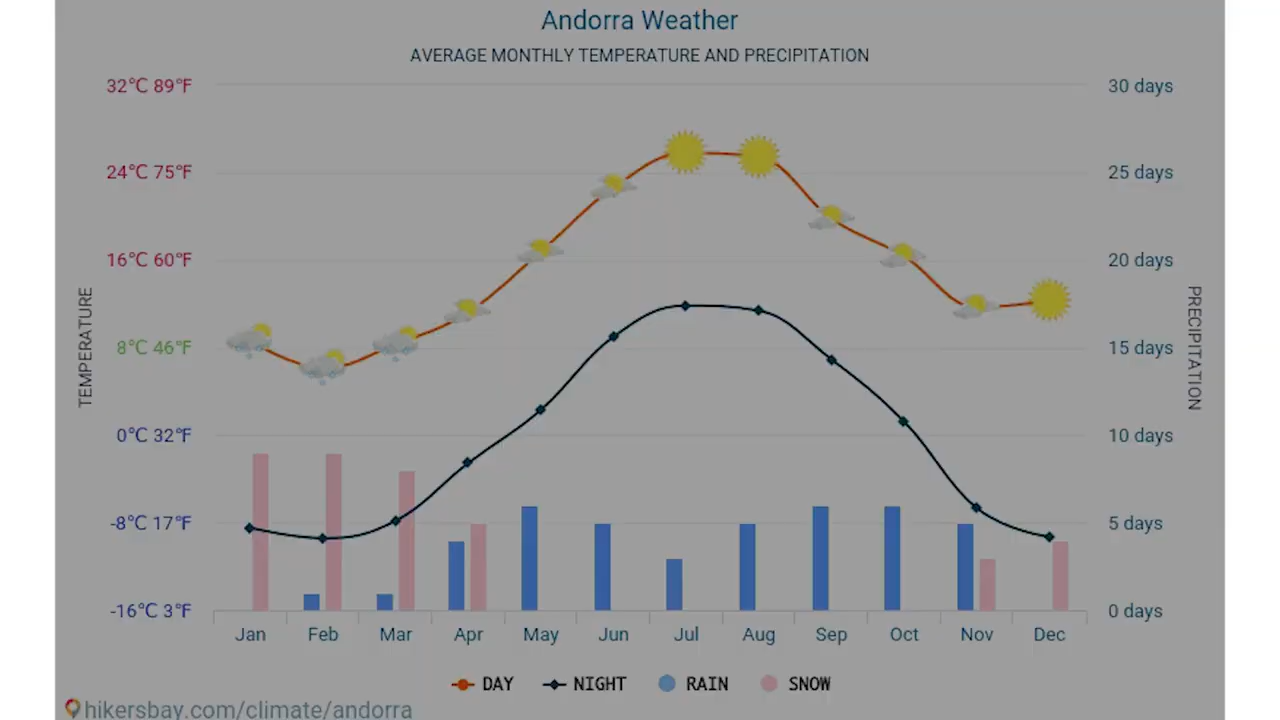 Andorra Weather
AVERAGE MONTHLY TEMPERATURE AND PRECIPITATION
32°C 89°F
24°C 75°F
16°C 60°F
8°C 46°F
0°C 32°F
-8°C 17°F
-16°C 3°F
TEMPERATURE
30 days
25 days
20 days
15 days
10 days
5 days
0 days
PRECIPITATION
Jan Feb Mar Apr May Jun Jul Aug Sep Oct Nov Dec
DAY NIGHT RAIN SNOW
hikersbay.com/climate/andorra